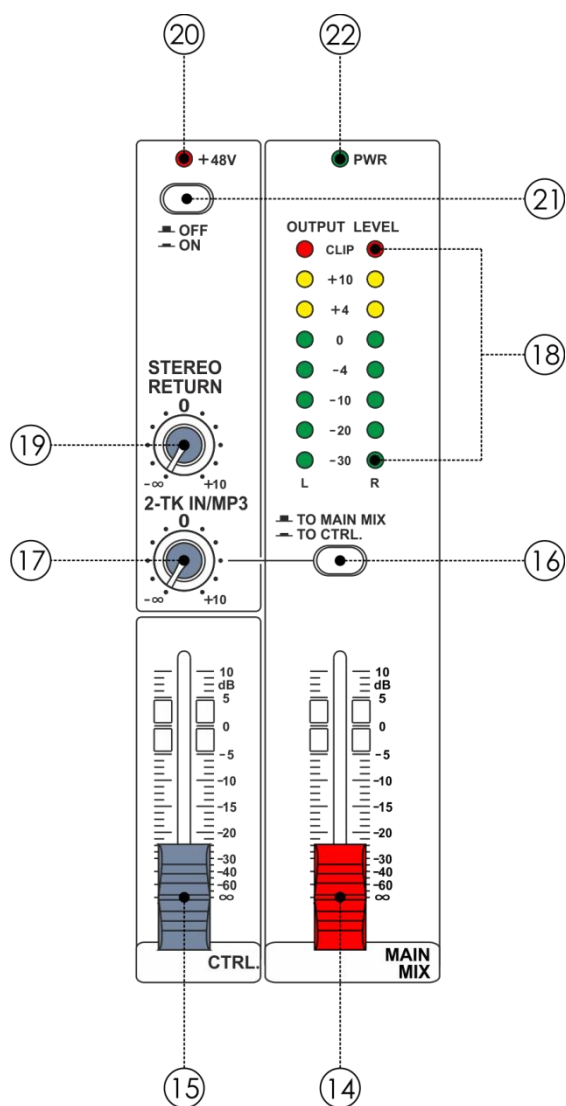 20
22
+48V
PWR
21
OFF
ON
OUTPUT LEVEL
CLIP
+10
+4
0
-4
-10
-20
-30
L R
18
STEREO
RETURN
0
19
-∞ +10
2-TK IN/MP3
0
17
-∞ +10
TO MAIN MIX
TO CTRL.
16
10
dB
5
0
-5
-10
-15
-20
-30
-40
-60
∞
CTRL.
10
dB
5
0
-5
-10
-15
-20
-30
-40
-60
∞
MAIN
MIX
15
14